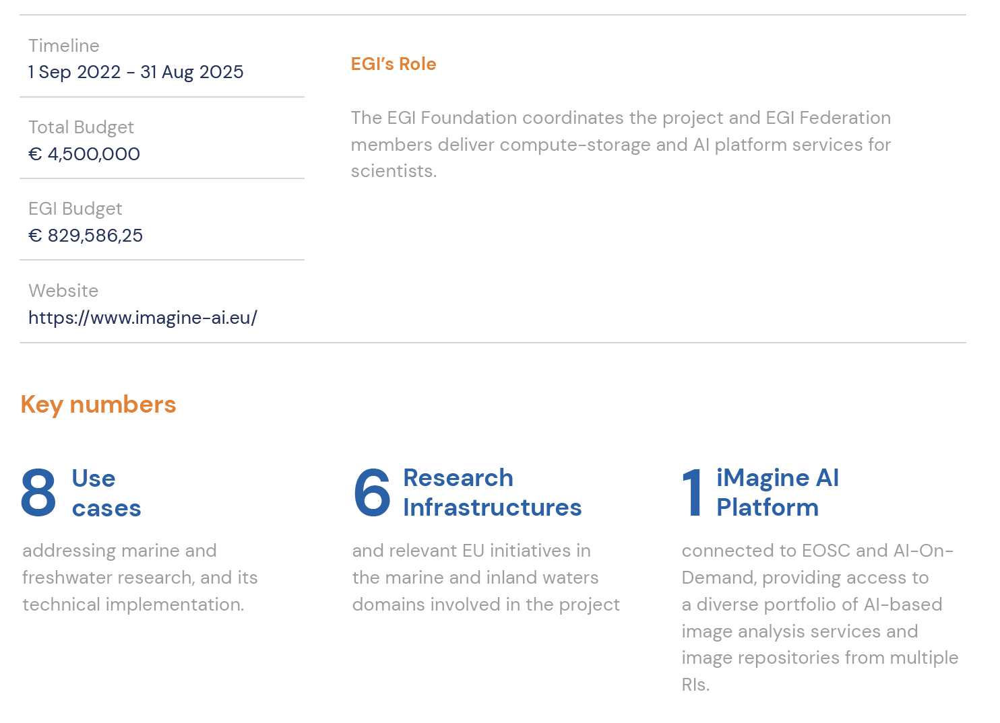 Timeline
1 Sep 2022 - 31 Aug 2025
Total Budget
€ 4,500,000
EGI Budget
€ 829,586,25
Website
https://www.imagine-ai.eu/
EGI’s Role
The EGI Foundation coordinates the project and EGI Federation
members deliver compute-storage and AI platform services for
scientists.
Key numbers
8 Use
cases
addressing marine and
freshwater research, and its
technical implementation.
6 Research
Infrastructures
and relevant EU initiatives in
the marine and inland waters
domains involved in the project
1 iMagine AI
Platform
connected to EOSC and AI-On-
Demand, providing access to
a diverse portfolio of AI-based
image analysis services and
image repositories from multiple
RIs.